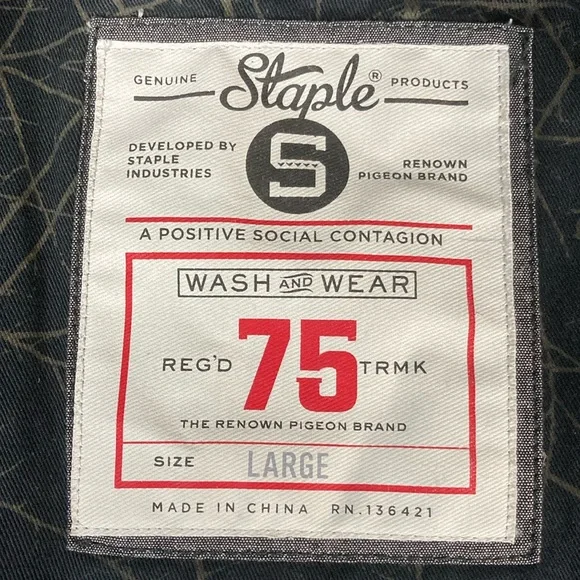 GENUINE Staple® PRODUCTS
DEVELOPED BY
STAPLE
INDUSTRIES
S
RENOWN
PIGEON BRAND
A POSITIVE SOCIAL CONTAGION
WASH AND WEAR
REG'D 75 TRMK
THE RENOWN PIGEON BRAND
SIZE LARGE
MADE IN CHINA RN.136421